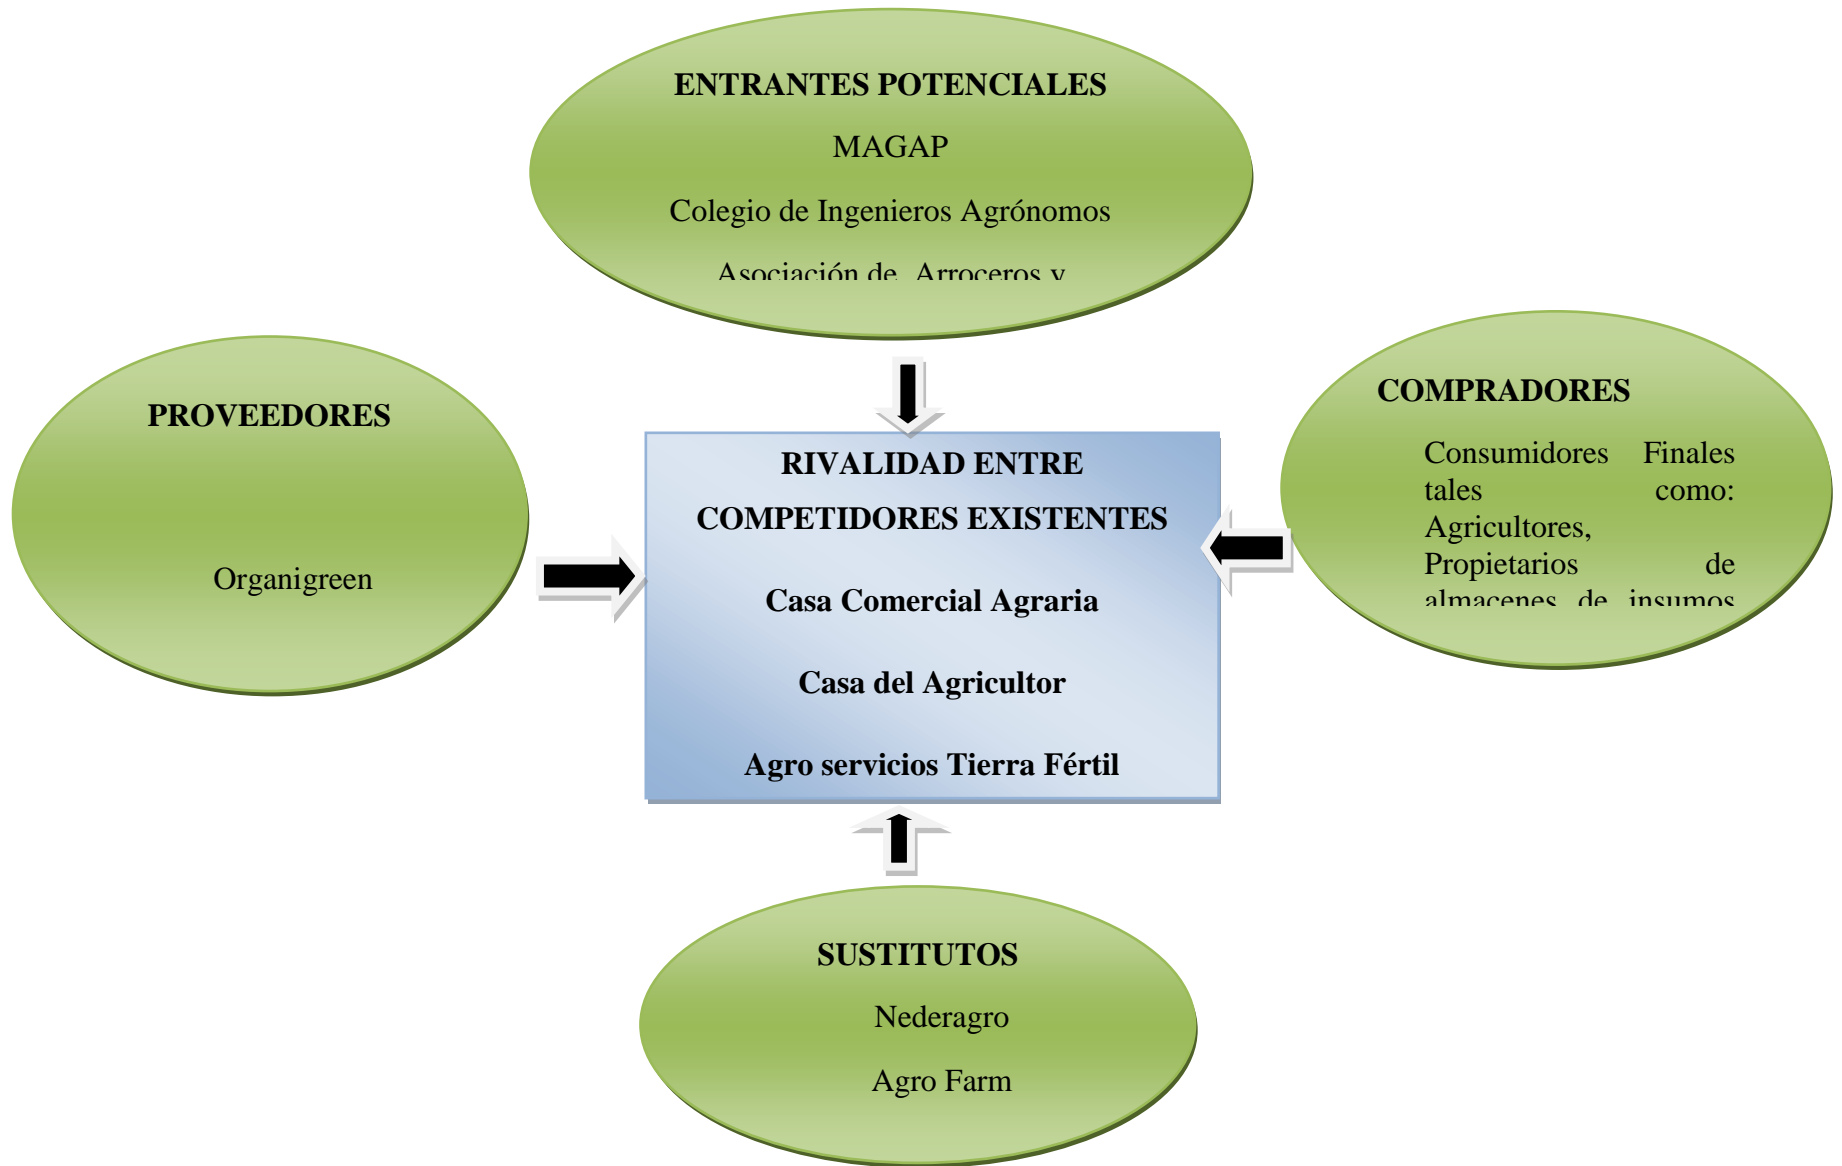 ENTRANTES POTENCIALES
MAGAP
Colegio de Ingenieros Agrónomos
Asociación de Arroceros y
PROVEEDORES
Organigreen
RIVALIDAD ENTRE
COMPETIDORES EXISTENTES
Casa Comercial Agraria
Casa del Agricultor
Agro servicios Tierra Fértil
COMPRADORES
Consumidores Finales
tales como:
Agricultores,
Propietarios de
almacenes de insumos
SUSTITUTOS
Nederagro
Agro Farm